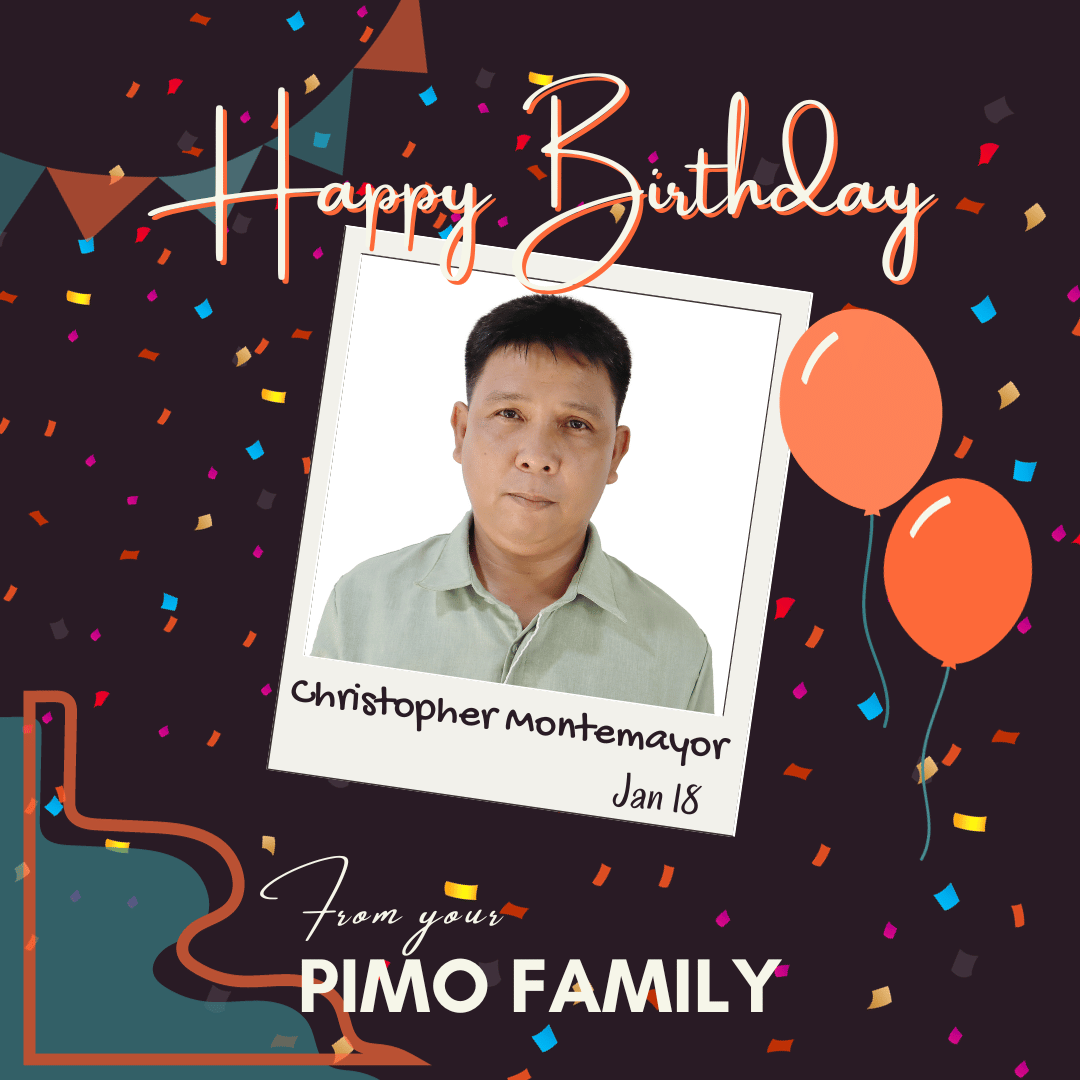 Happy Birthday
Christopher Montemayor
Jan 18
From your
PIMO FAMILY